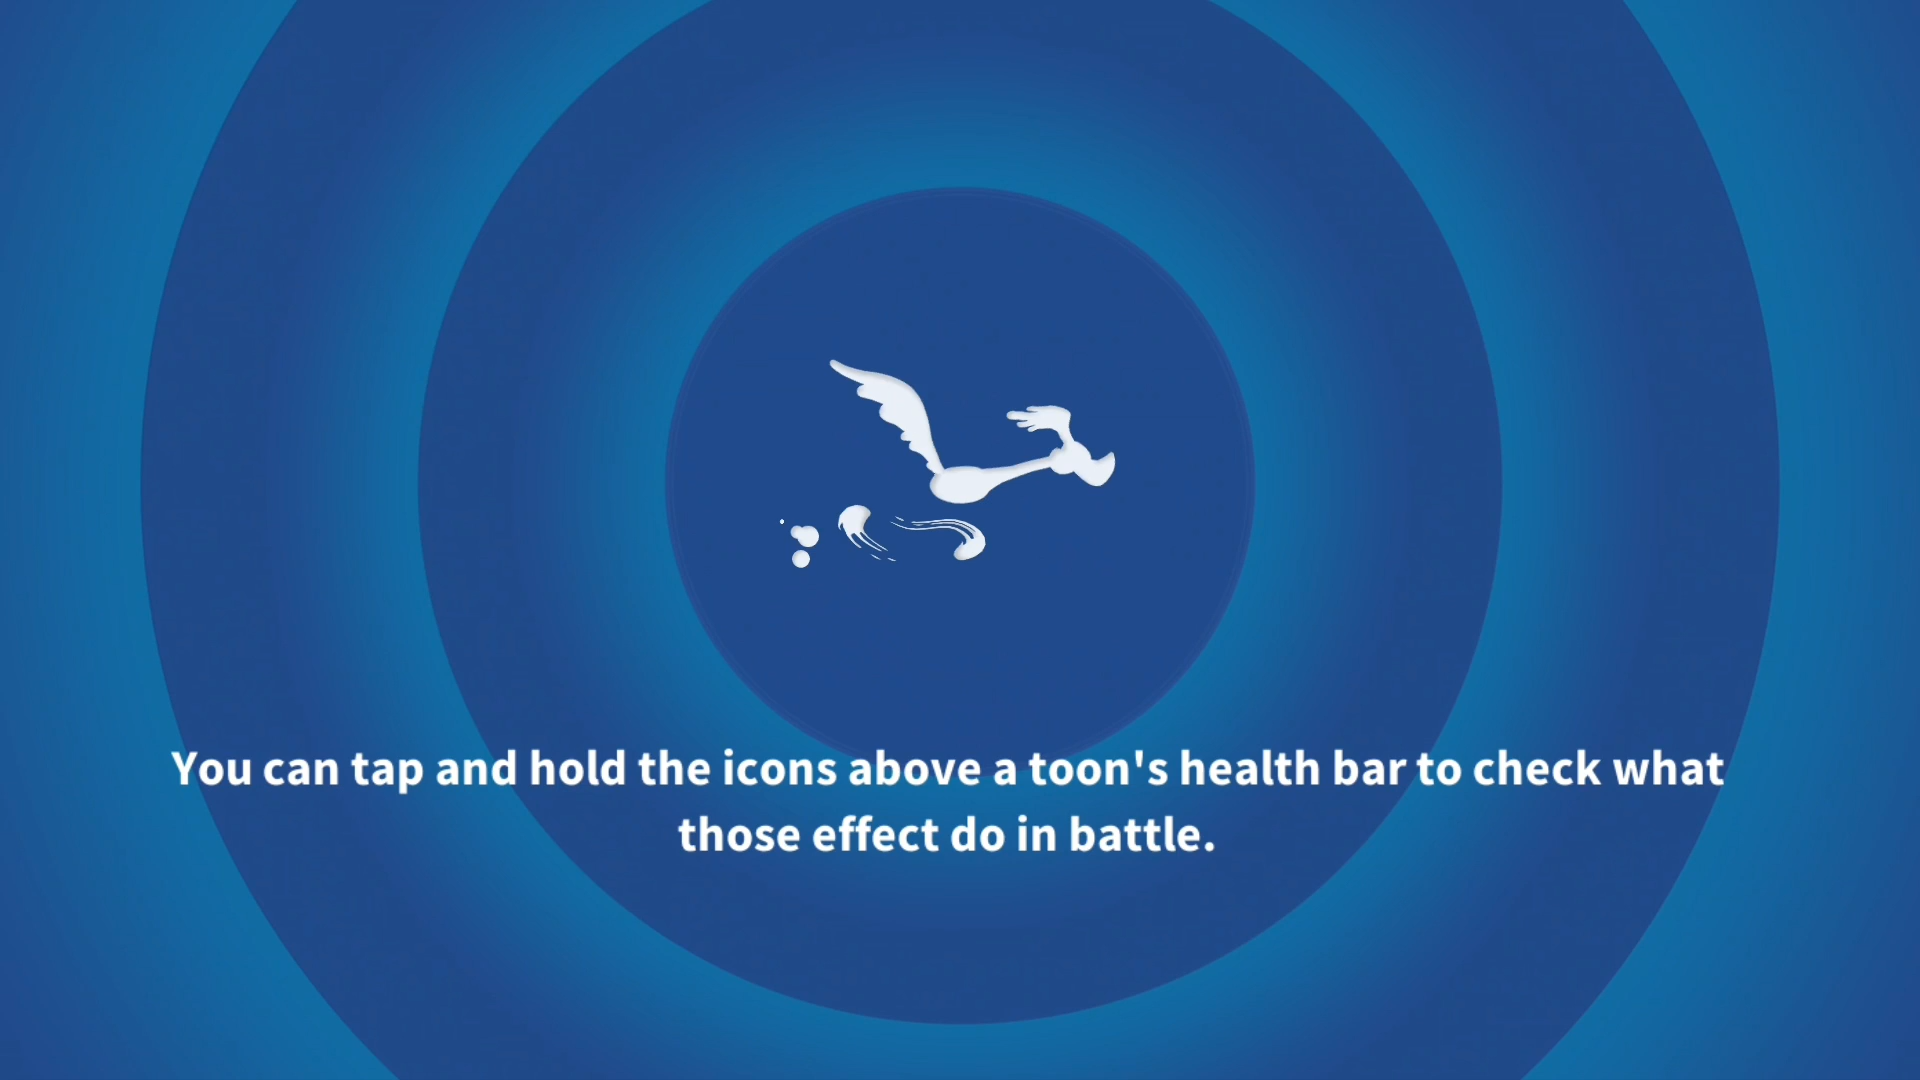 You can tap and hold the icons above a toon's health bar to check what
those effect do in battle.